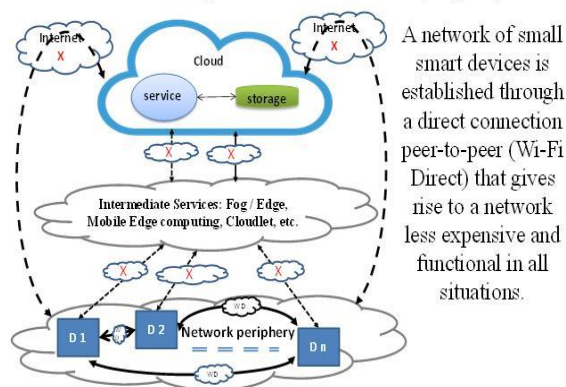 Internet
X
Internet
X
Cloud
service
storage
X
X
Intermediate Services: Fog / Edge,
Mobile Edge computing, Cloudlet, etc.
X
X
X
WD
D 1
D 2
Network periphery
D n
WD
A network of small
smart devices is
established through
a direct connection
peer-to-peer (Wi-Fi
Direct) that gives
rise to a network
less expensive and
functional in all
situations.